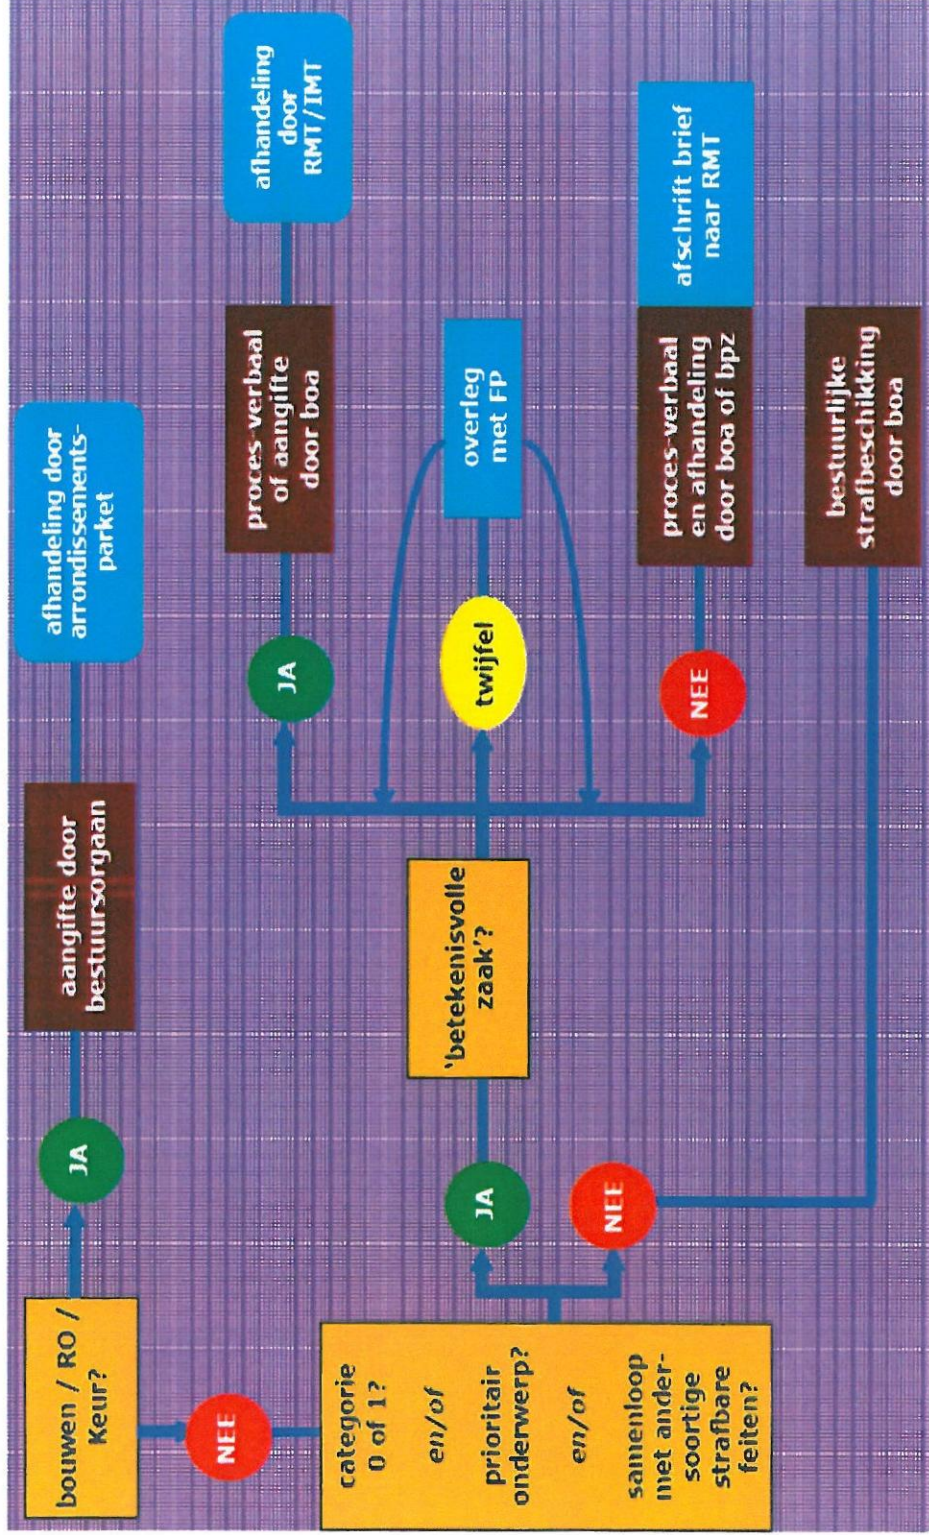 bouwen / RO /
Keur?
JA
aangifte door
bestuursorgaan
afhandeling door
arrondissements-
parket
NEE
categorie
0 of 1?
en/of
prioritair
onderwerp?
en/of
samenloop
met ander-
soortige
strafbare
feiten?
JA
'betekenisvolle
zaak'?
JA
proces-verbaal
of aangifte
door boa
afhandeling
door
RMT/IMT
twijfel
overleg
met FP
NEE
proces-verbaal
en afhandeling
door boa of bpz
afschrift brief
naar RMT
NEE
bestuurlijke
strafbeschikking
door boa